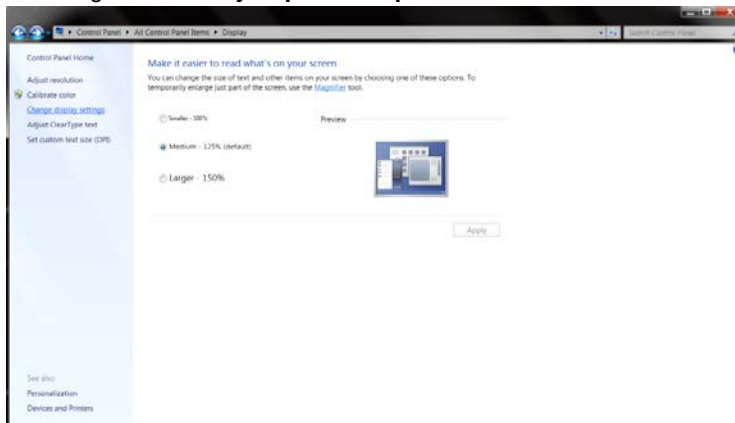 Control Panel ▸ All Control Panel Items ▸ Display
Search Control Panel
Control Panel Home
Adjust resolution
Calibrate color
Change display settings
Adjust ClearType text
Set custom text size (DPI)
Make it easier to read what's on your screen
You can change the size of text and other items on your screen by choosing one of these options. To
temporarily enlarge just part of the screen, use the Magnifier tool.
Smaller - 100%
Preview
Medium - 125% (default)
Larger - 150%
Apply
See also
Personalization
Devices and Printers